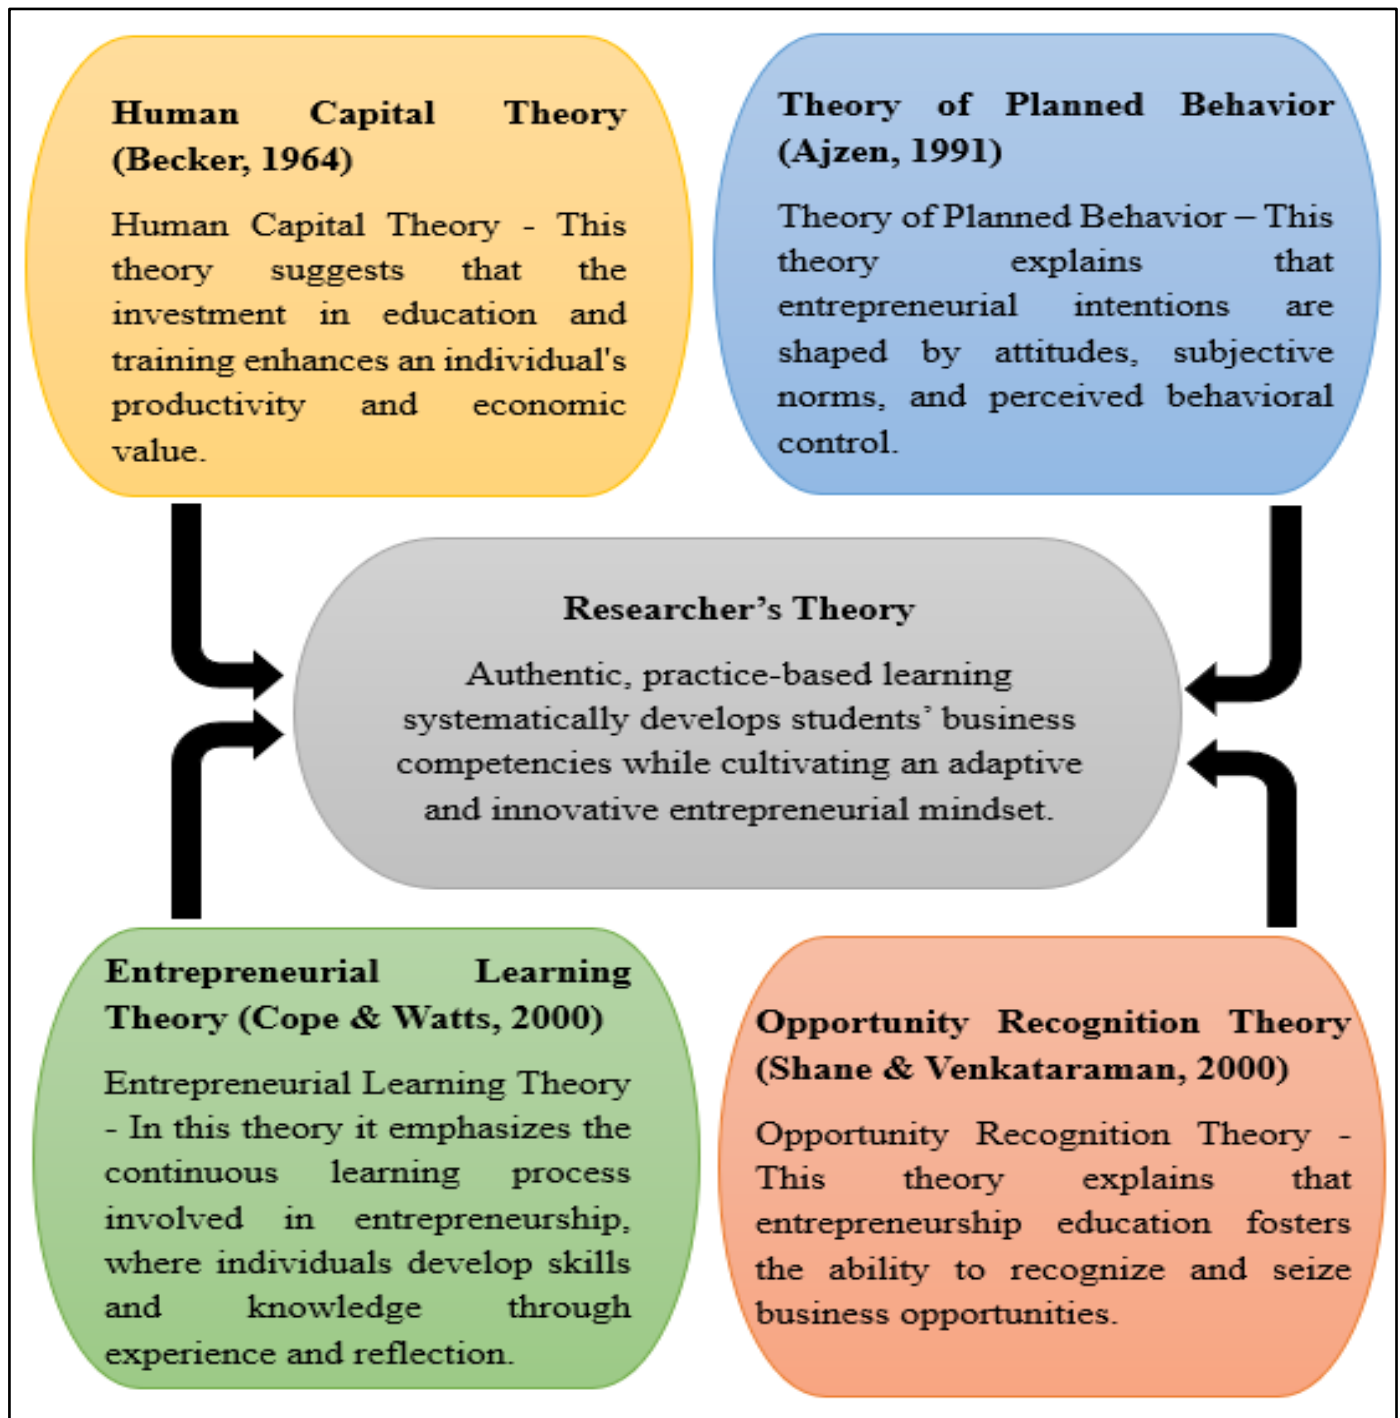 Human Capital Theory
(Becker, 1964)
Human Capital Theory - This
theory suggests that the
investment in education and
training enhances an individual's
productivity and economic
value.
Theory of Planned Behavior
(Ajzen, 1991)
Theory of Planned Behavior – This
theory explains that
entrepreneurial intentions are
shaped by attitudes, subjective
norms, and perceived behavioral
control.
Researcher’s Theory
Authentic, practice-based learning
systematically develops students’ business
competencies while cultivating an adaptive
and innovative entrepreneurial mindset.
Entrepreneurial Learning
Theory (Cope & Watts, 2000)
Entrepreneurial Learning Theory
- In this theory it emphasizes the
continuous learning process
involved in entrepreneurship,
where individuals develop skills
and knowledge through
experience and reflection.
Opportunity Recognition Theory
(Shane & Venkataraman, 2000)
Opportunity Recognition Theory -
This theory explains that
entrepreneurship education fosters
the ability to recognize and seize
business opportunities.